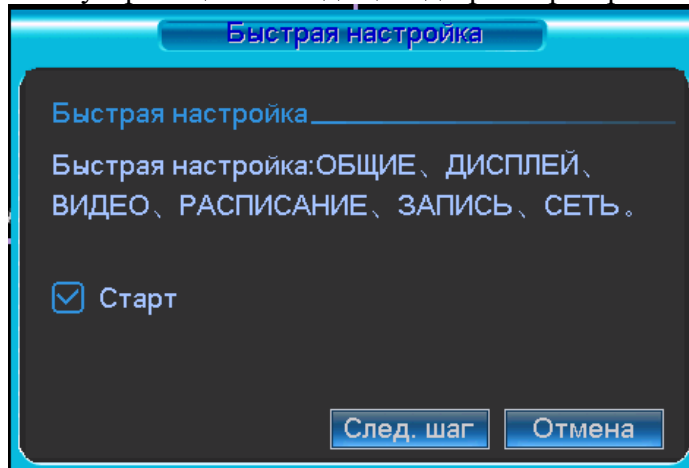 Быстрая настройка
Быстрая настройка
Быстрая настройка:ОБЩИЕ、ДИСПЛЕЙ、
ВИДЕО、РАСПИСАНИЕ、ЗАПИСЬ、СЕТЬ。
Старт
След. шаг
Отмена